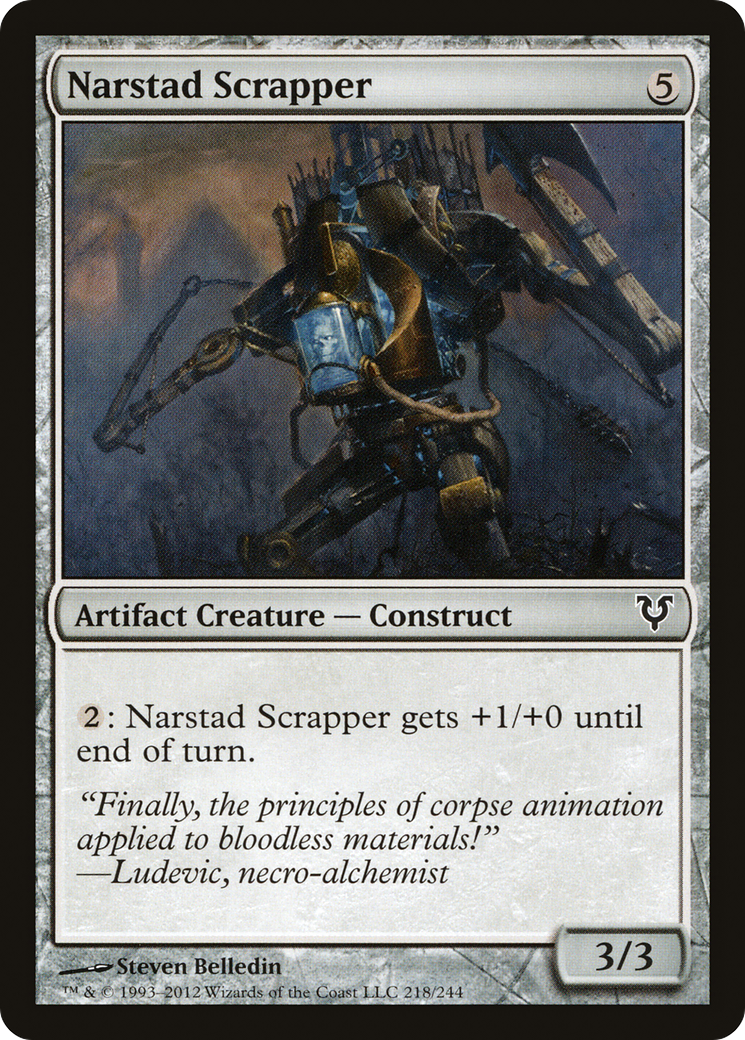 Narstad Scrapper 5
Artifact Creature — Construct
2: Narstad Scrapper gets +1/+0 until
end of turn.
“Finally, the principles of corpse animation
applied to bloodless materials!”
—Ludevic, necro-alchemist
3/3
Steven Belledin
™ & © 1993–2012 Wizards of the Coast LLC 218/244